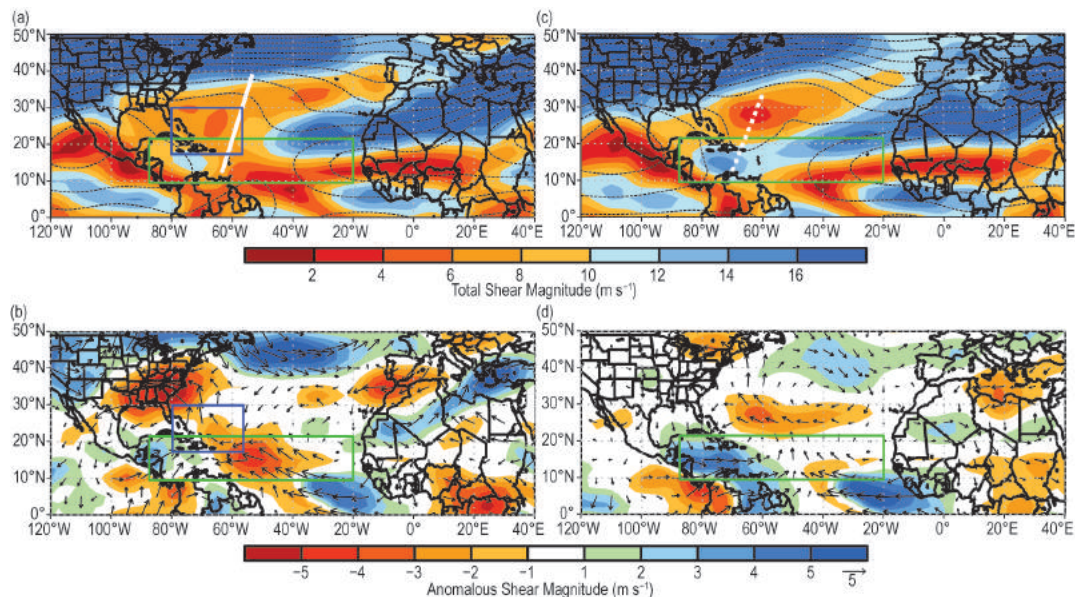 (a)
(c)
50°N
40°N
30°N
20°N
10°N
0°
120°W 100°W 80°W 60°W 40°W 20°W 0° 20°E 40°E
50°N
40°N
30°N
20°N
10°N
0°
120°W 100°W 80°W 60°W 40°W 20°W 0° 20°E 40°E
2 4 6 8 10 12 14 16
Total Shear Magnitude (m s⁻¹)
(b)
(d)
50°N
40°N
30°N
20°N
10°N
0°
120°W 100°W 80°W 60°W 40°W 20°W 0° 20°E 40°E
50°N
40°N
30°N
20°N
10°N
0°
120°W 100°W 80°W 60°W 40°W 20°W 0° 20°E 40°E
−5 −4 −3 −2 −1 1 2 3 4 5 5
Anomalous Shear Magnitude (m s⁻¹)